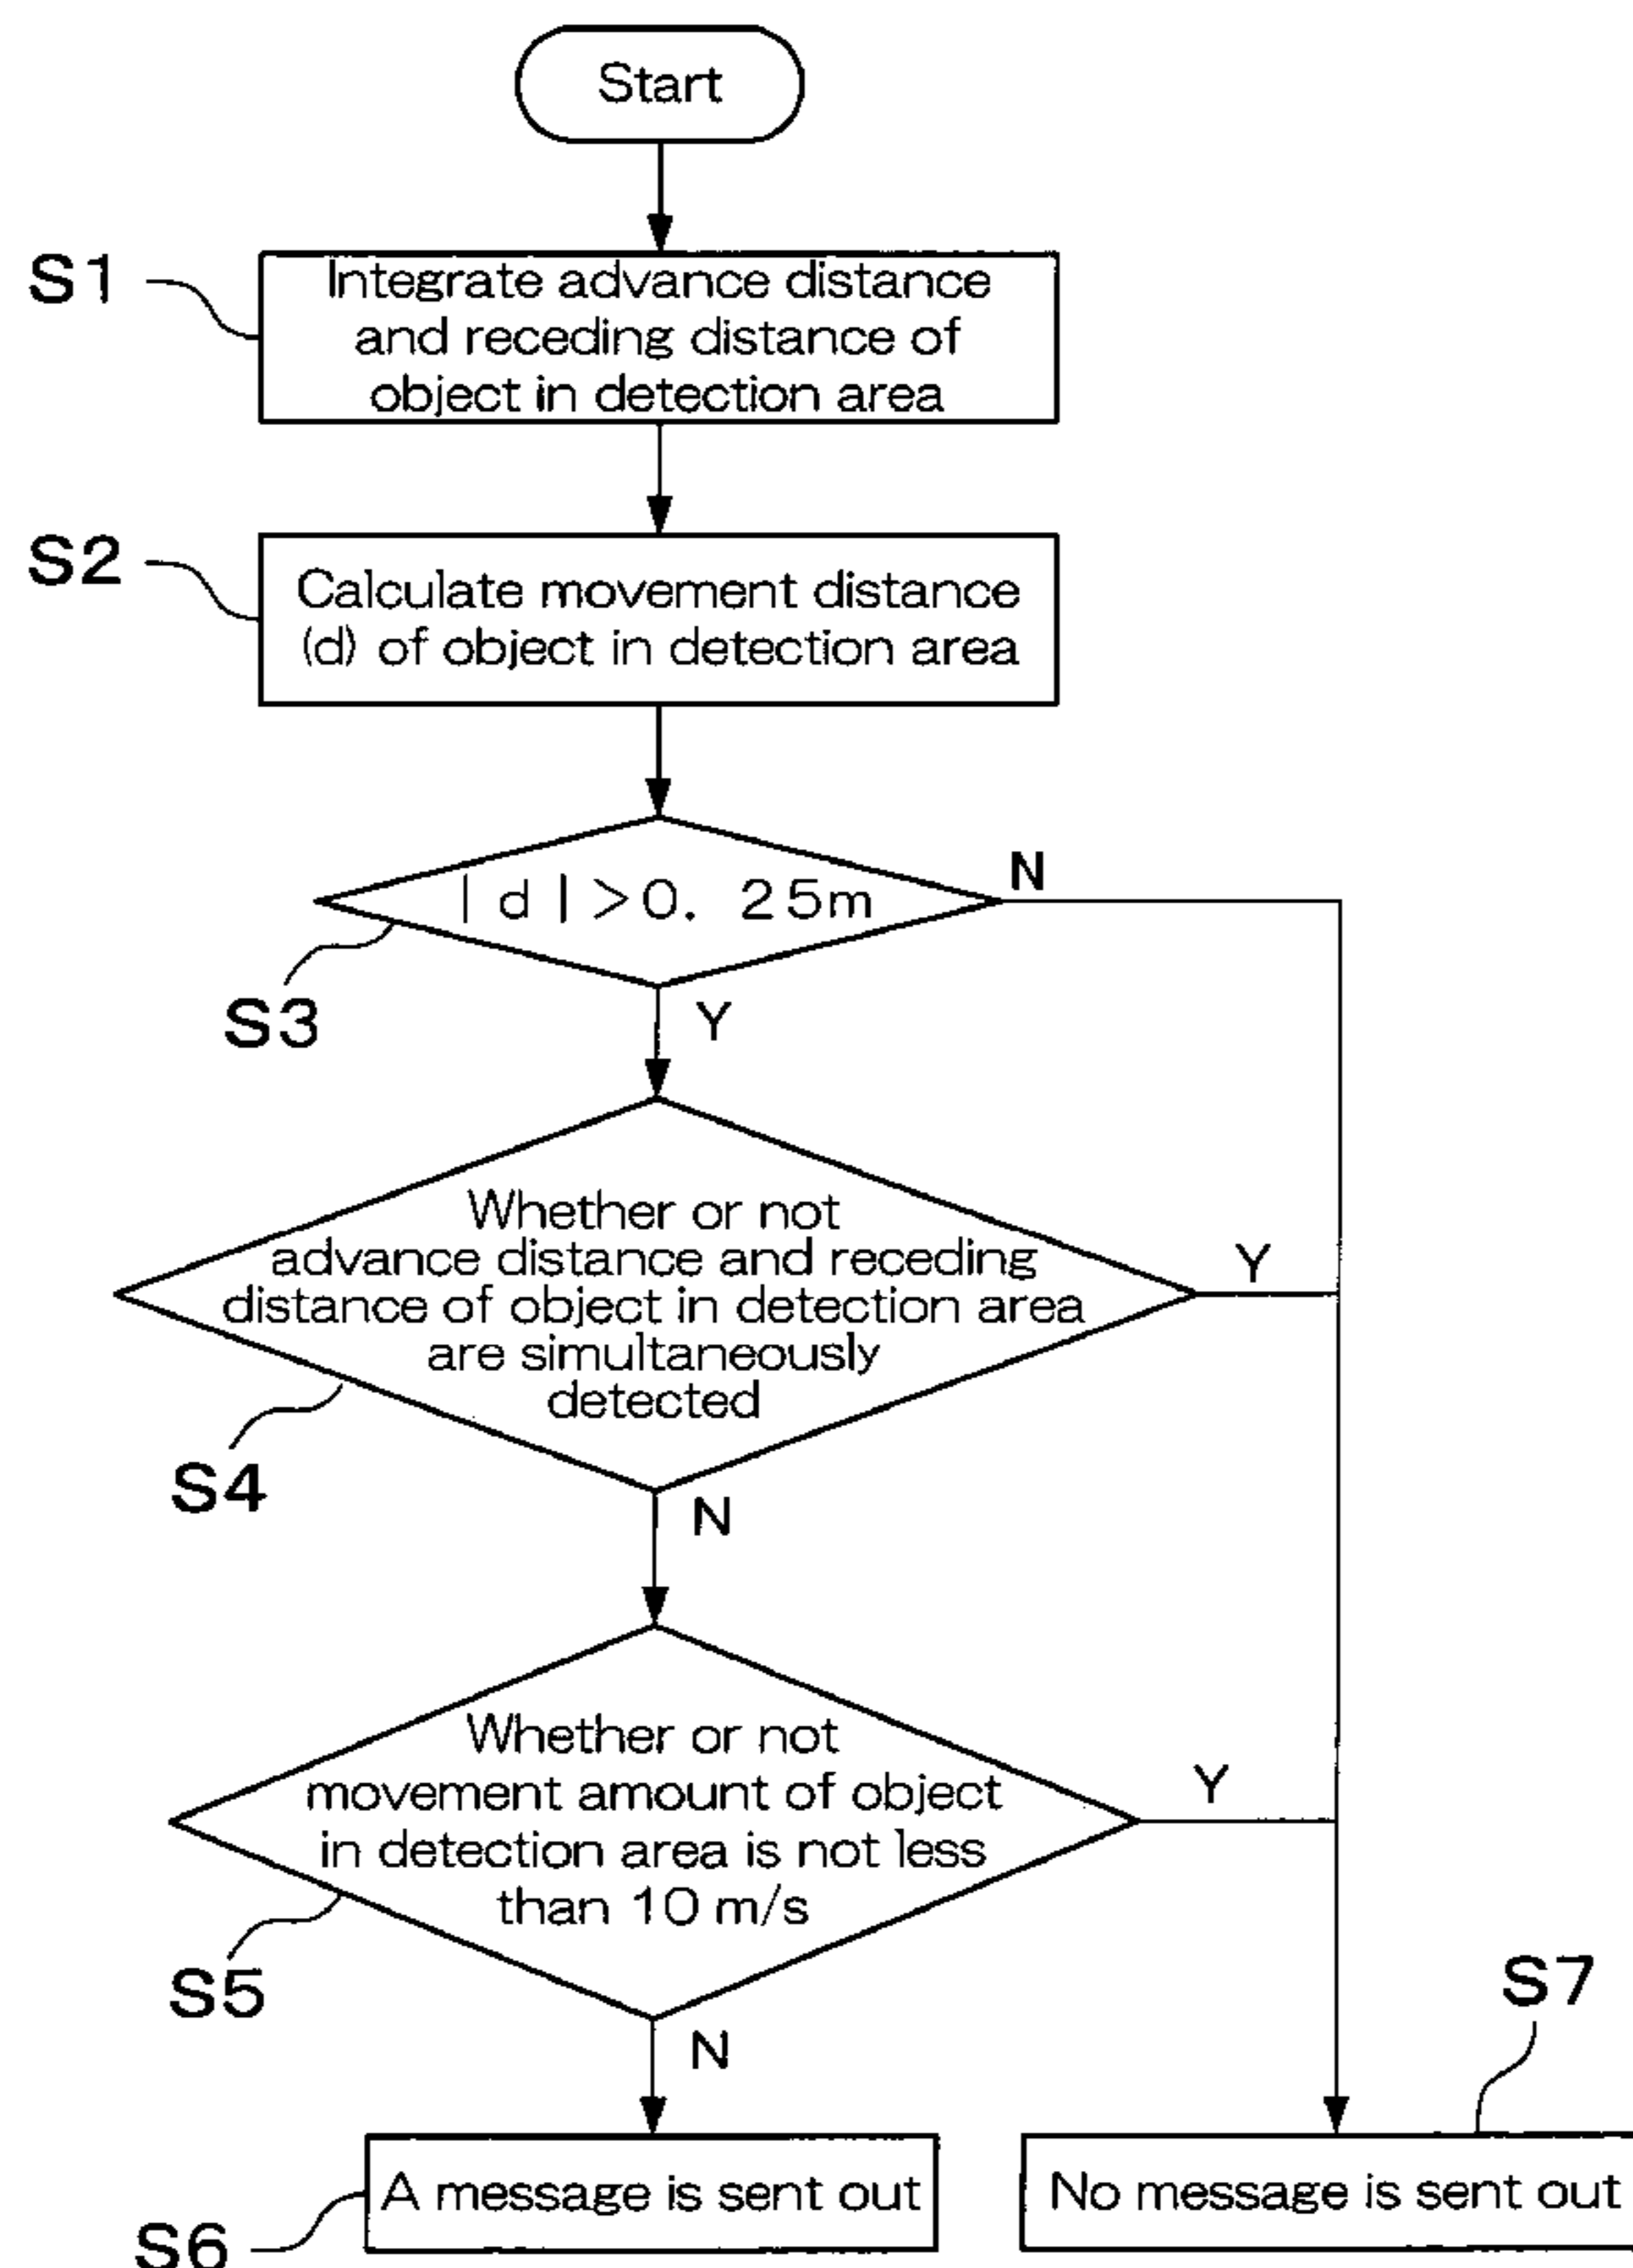 Start
S1
Integrate advance distance
and receding distance of
object in detection area
S2
Calculate movement distance
(d) of object in detection area
| d | >0. 25m
N
S3
Y
Whether or not
advance distance and receding
distance of object in detection area
are simultaneously
detected
Y
S4
N
Whether or not
movement amount of object
in detection area is not less
than 10 m/s
Y
S5
N
S7
A message is sent out
No message is sent out
S6